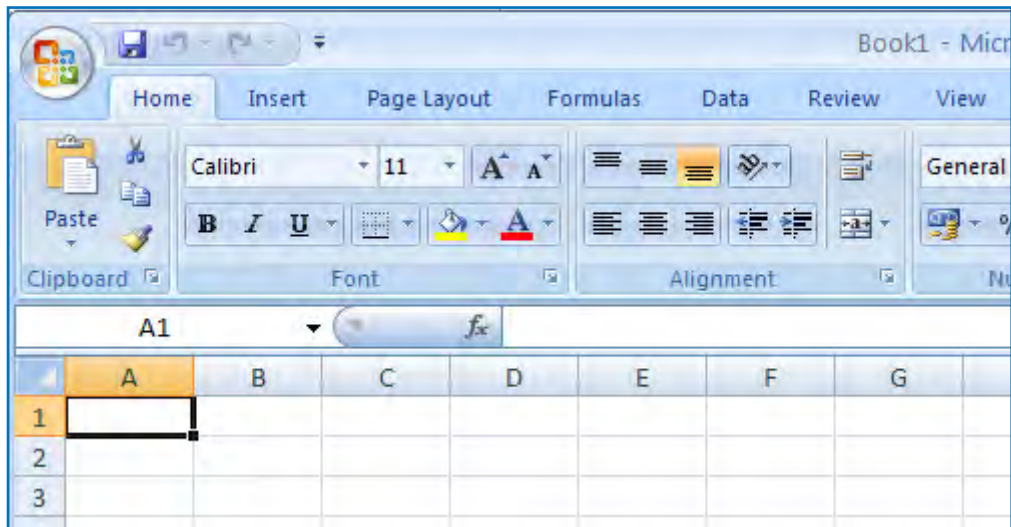 Book1 - Micr
Home Insert Page Layout Formulas Data Review View
Calibri 11 A A General
Paste B I U A a %
Clipboard Font Alignment Nu
A1 fx
A B C D E F G
1
2
3